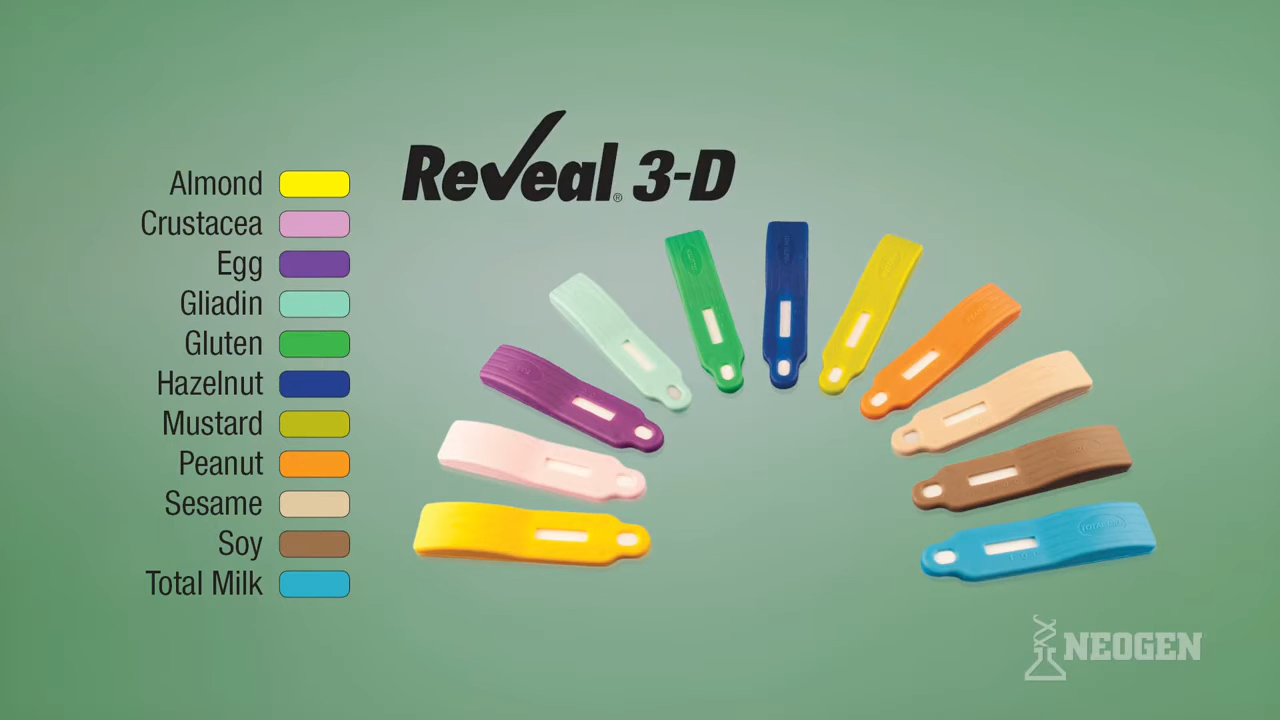 Reveal® 3-D
Almond
Crustacea
Egg
Gliadin
Gluten
Hazelnut
Mustard
Peanut
Sesame
Soy
Total Milk
NEOGEN